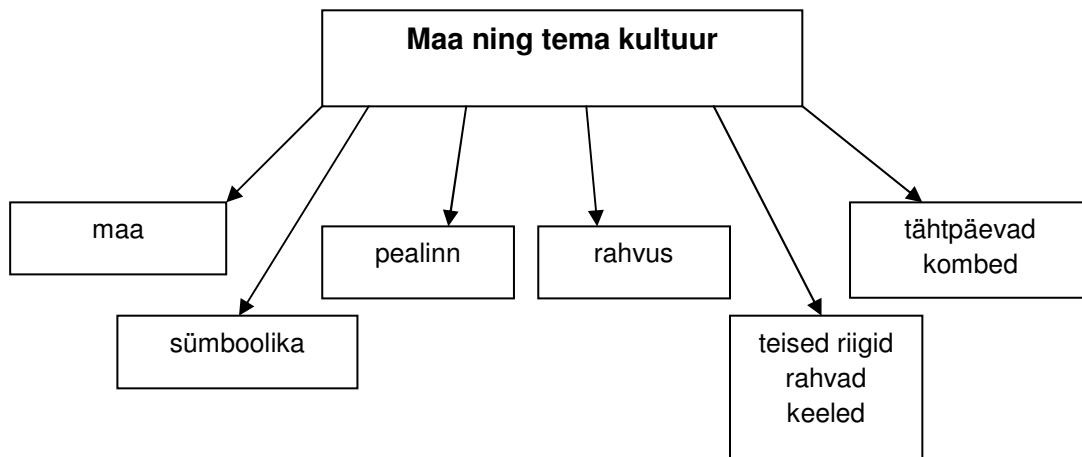 Maa ning tema kultuur
maa
pealinn
rahvus
tähtpäevad
kombed
sümboolika
teised riigid
rahvad
keeled